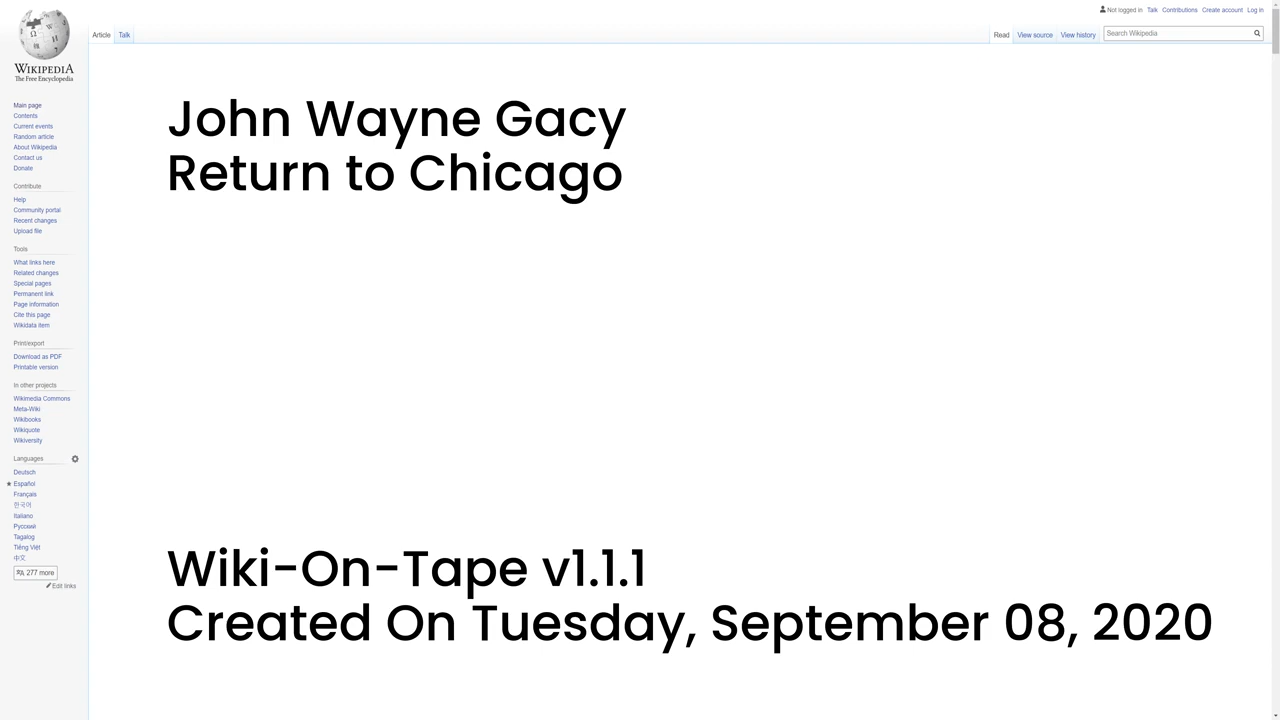 Not logged in Talk Contributions Create account Log in
Article Talk Read View source View history Search Wikipedia
WIKIPEDIA
The Free Encyclopedia
Main page
Contents
Current events
Random article
About Wikipedia
Contact us
Donate
Contribute
Help
Community portal
Recent changes
Upload file
Tools
What links here
Related changes
Special pages
Permanent link
Page information
Cite this page
Wikidata item
Print/export
Download as PDF
Printable version
In other projects
Wikimedia Commons
Meta-Wiki
Wikibooks
Wikiquote
Wikiversity
Languages
Deutsch
Español
Français
한국어
Italiano
Русский
Tagalog
Tiếng Việt
中文
277 more
Edit links
John Wayne Gacy
Return to Chicago
Wiki-On-Tape v1.1.1
Created On Tuesday, September 08, 2020